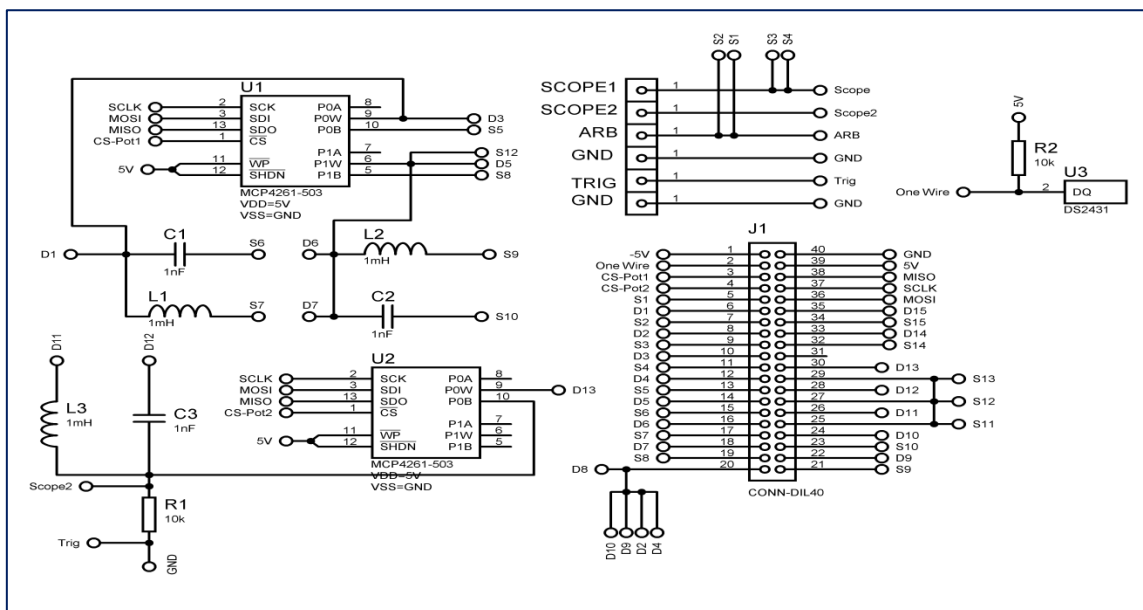 U1
SCLK 2 SCK P0A 8
MOSI 3 SDI P0W 9 D3
MISO 13 SDO P0B 10 S5
CS-Pot1 1 CS
P1A 7 S12
5V 11 WP P1W 6 D5
12 SHDN P1B 5 S8
MCP4261-503
VDD=5V
VSS=GND
D1
C1
1nF
S6
L1
1mH
S7
D6
L2
1mH
S9
D7
C2
1nF
S10
S2 S1 S3 S4
SCOPE1 1 Scope
SCOPE2 1 Scope2
ARB 1 ARB
GND 1 GND
TRIG 1 Trig
GND 1 GND
5V
R2
10k
One Wire
2
U3
DQ
DS2431
J1
-5V 1 40 GND
One Wire 2 39 5V
CS-Pot1 3 38 MISO
CS-Pot2 4 37 SCLK
S1 5 36 MOSI
D1 6 35 D15
S2 7 34 S15
D2 8 33 D14
S3 9 32 S14
D3 10 31
S4 11 30 D13
D4 12 29 S13
S5 13 28 D12
D5 14 27 S12
S6 15 26 D11
D6 16 25 S11
S7 17 24 D10
D7 18 23 S10
S8 19 22 D9
D8 20 21 S9
CONN-DIL40
D10 D9 D2 D4
D11
D12
L3
1mH
C3
1nF
U2
SCLK 2 SCK P0A 8
MOSI 3 SDI P0W 9 D13
MISO 13 SDO P0B 10
CS-Pot2 1 CS
P1A 7
5V 11 WP P1W 6
12 SHDN P1B 5
MCP4261-503
VDD=5V
VSS=GND
Scope2
R1
10k
Trig
GND